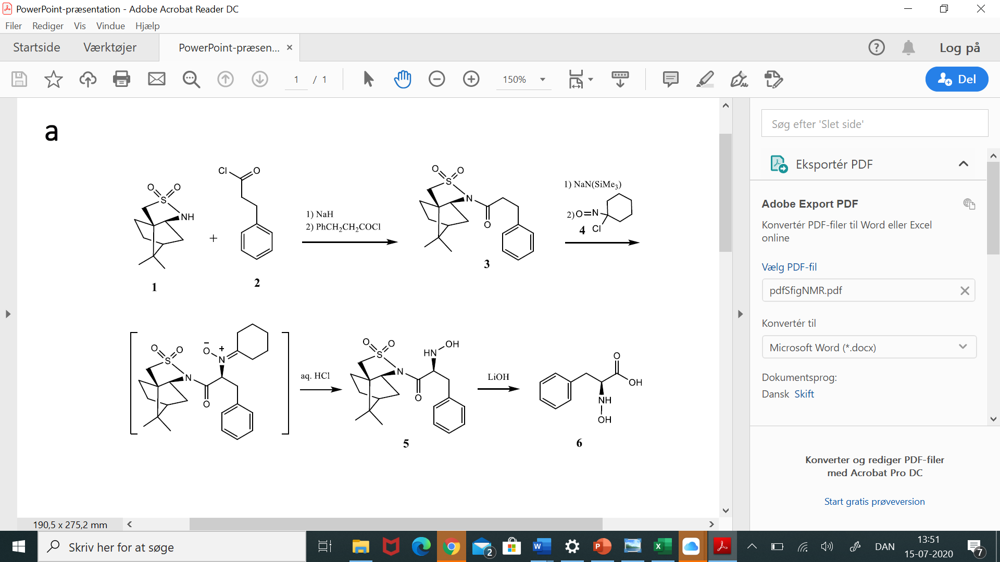 PowerPoint-præsentation - Adobe Acrobat Reader DC
Filer Rediger Vis Vindue Hjælp
Startside Værktøjer PowerPoint-præsen... × ? Log på
1 / 1 150% Del
a
Cl O
O O
S
NH
+
1
2
1) NaH
2) PhCH₂CH₂COCl
O O
S
N
O
3
1) NaN(SiMe₃)
2) O=N
4 Cl
O O
S
N
O
O⁻
N⁺
aq. HCl
O O
S
N
O
HN OH
5
LiOH
O
OH
NH
OH
6
190,5 x 275,2 mm
Søg efter 'Slet side'
Eksportér PDF
Adobe Export PDF
Konvertér PDF-filer til Word eller Excel
online
Vælg PDF-fil
pdfSfigNMR.pdf
Konvertér til
Microsoft Word (*.docx)
Dokumentsprog:
Dansk Skift
Konverter og rediger PDF-filer
med Acrobat Pro DC
Start gratis prøveversion
Skriv her for at søge
2
W
P
X
DAN
13:51
15-07-2020
7